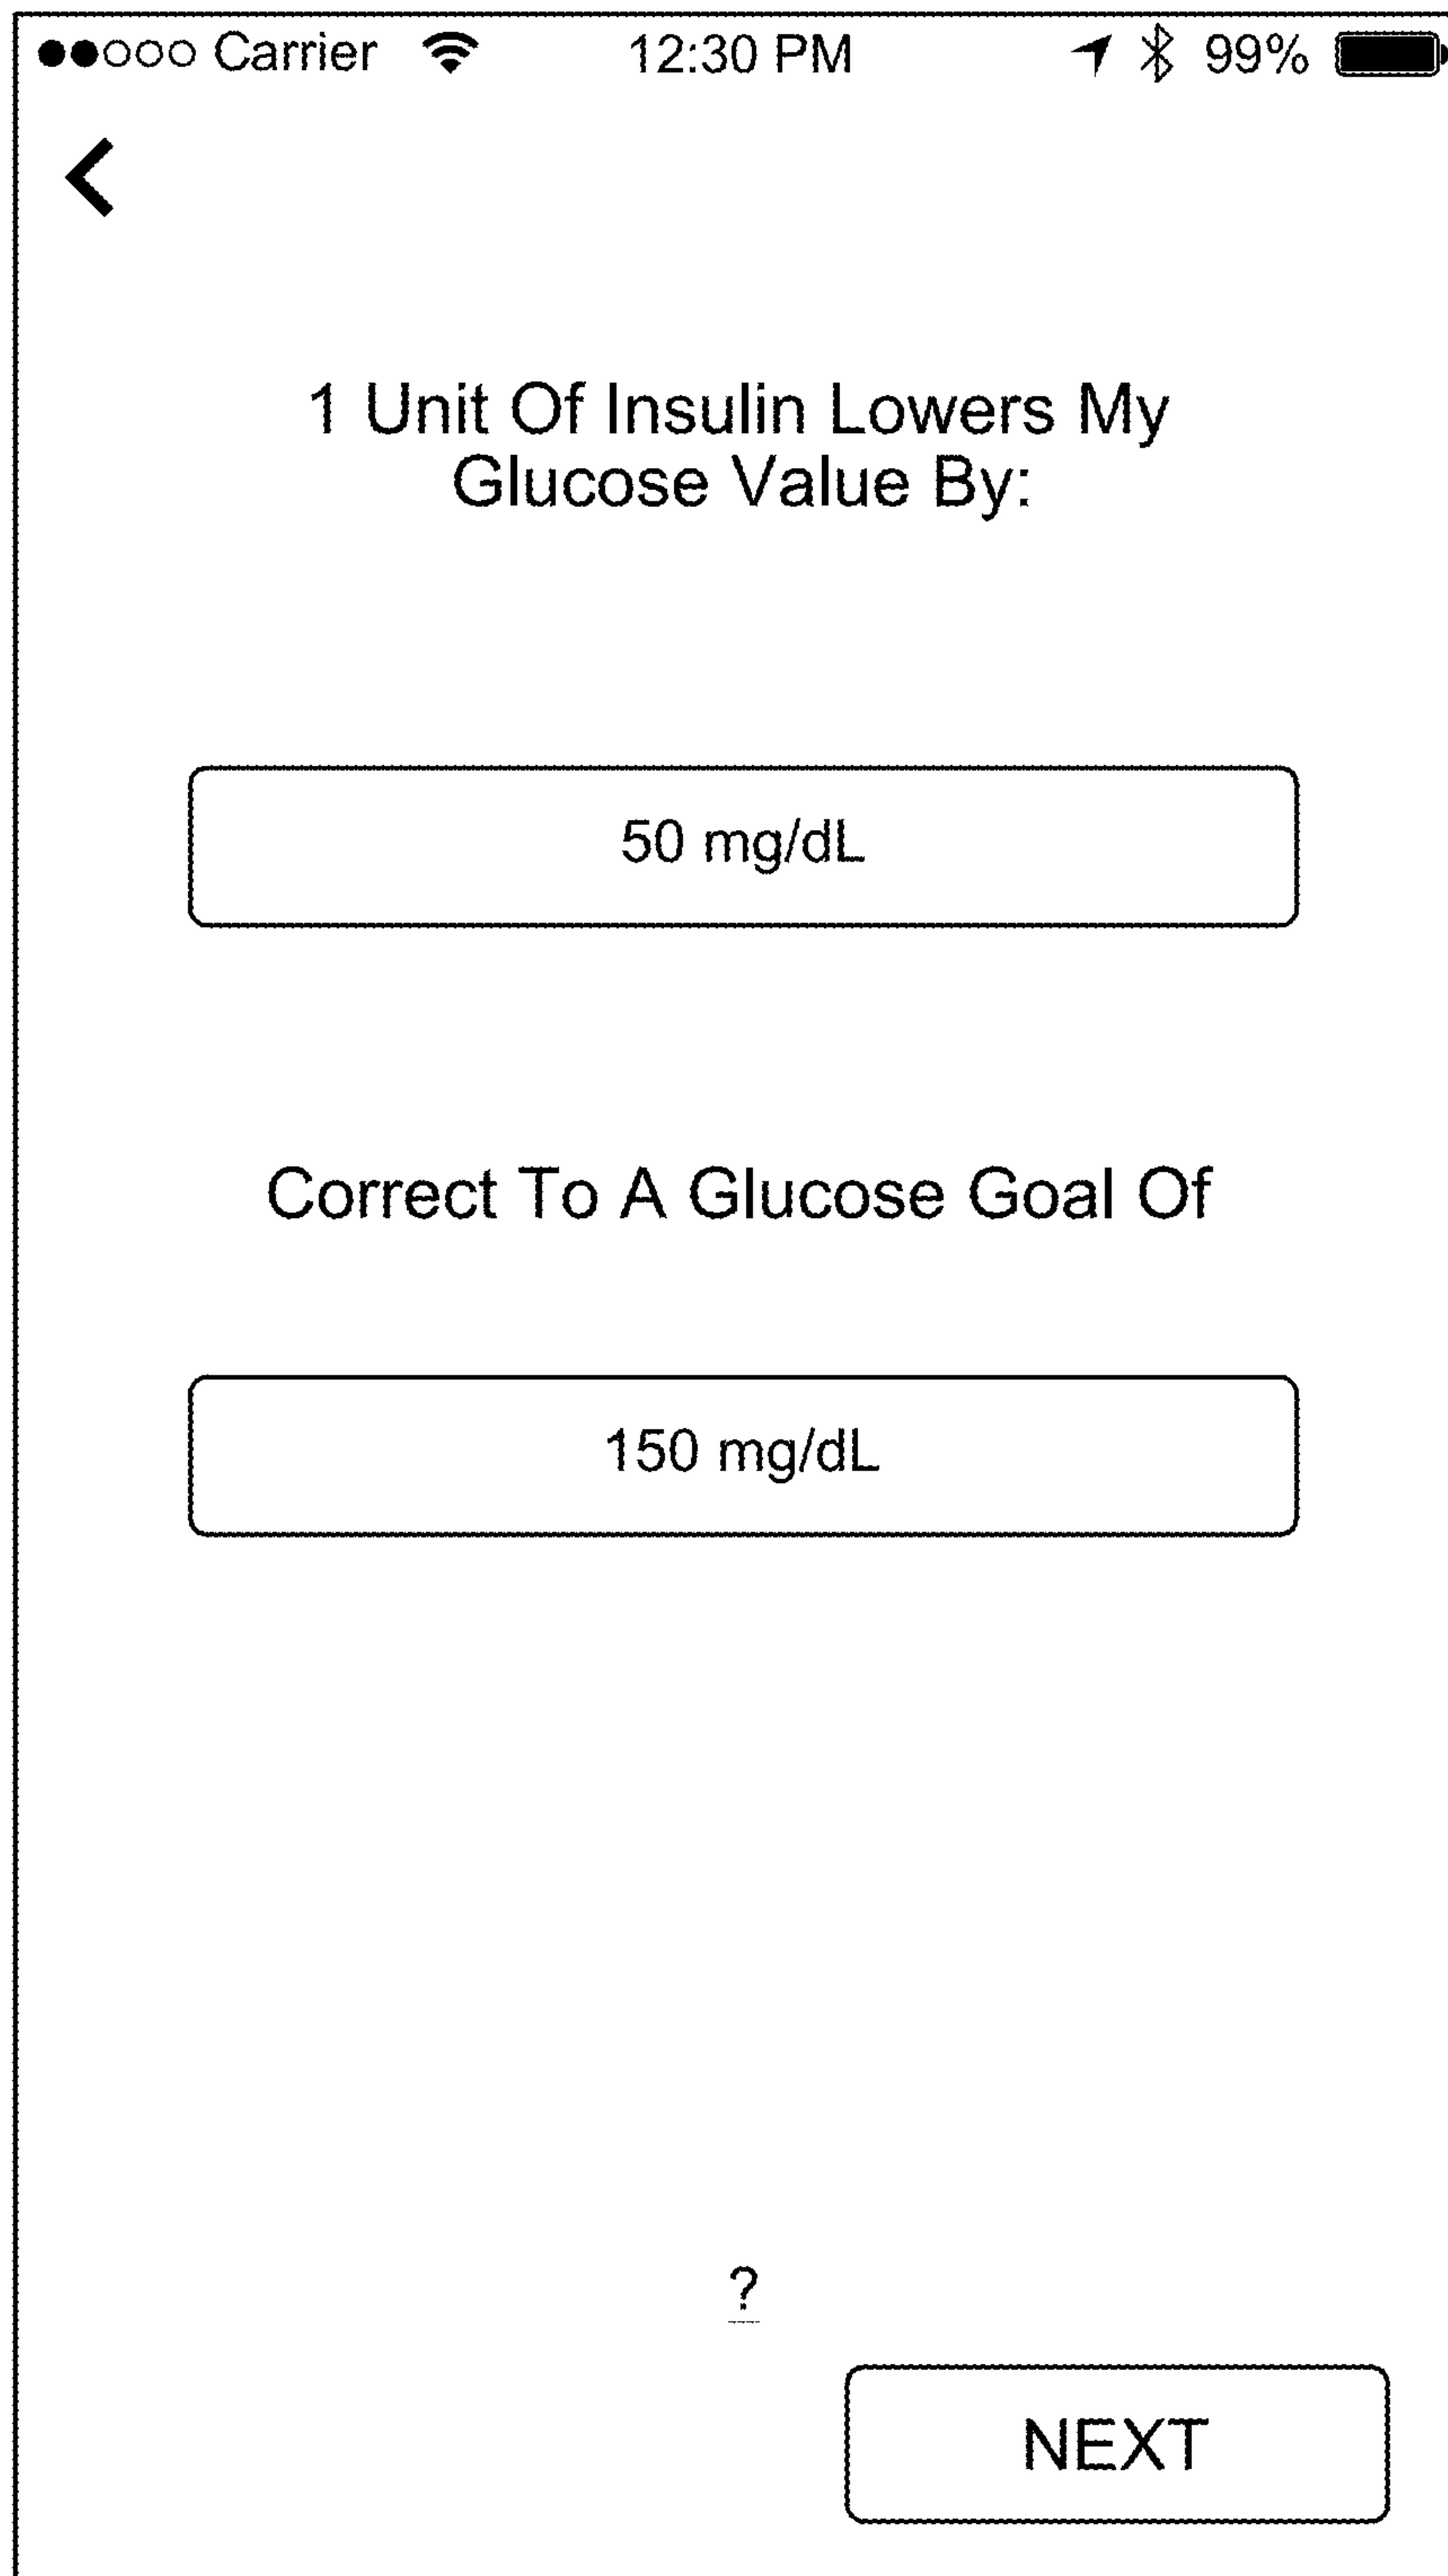 Carrier 12:30 PM 99%
1 Unit Of Insulin Lowers My
Glucose Value By:
50 mg/dL
Correct To A Glucose Goal Of
150 mg/dL
?
NEXT